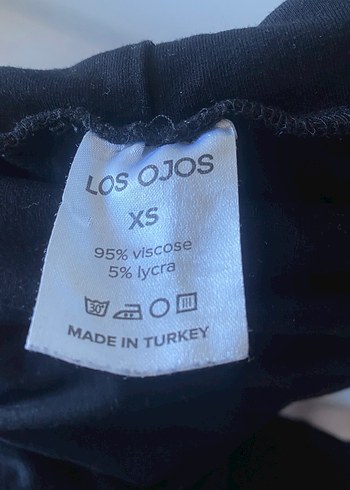 LOS OJOS
XS
95% viscose
5% lycra
30°
MADE IN TURKEY